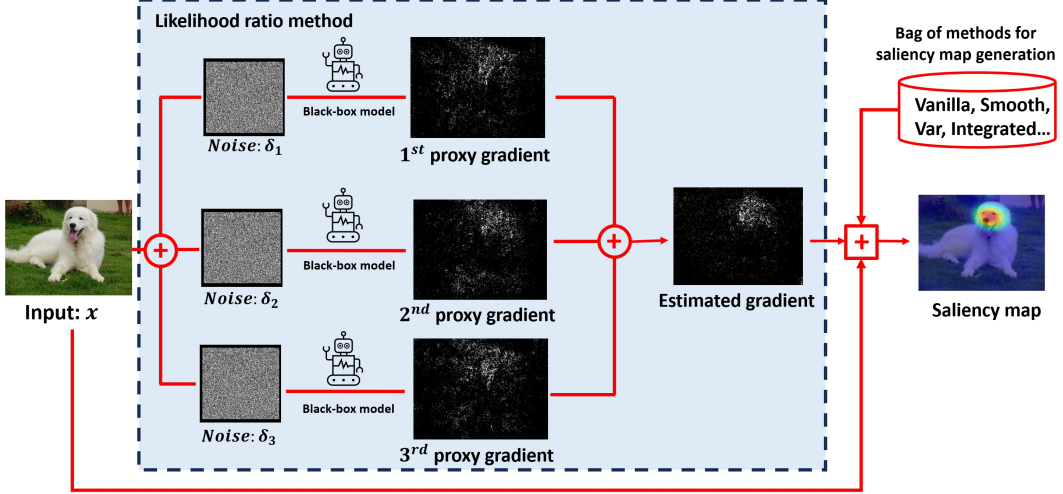 Likelihood ratio method
Bag of methods for
saliency map generation
Vanilla, Smooth,
Var, Integrated...
Black-box model
Noise: δ₁
1ˢᵗ proxy gradient
Input: x
Black-box model
Noise: δ₂
2ⁿᵈ proxy gradient
Estimated gradient
Saliency map
Black-box model
Noise: δ₃
3ʳᵈ proxy gradient